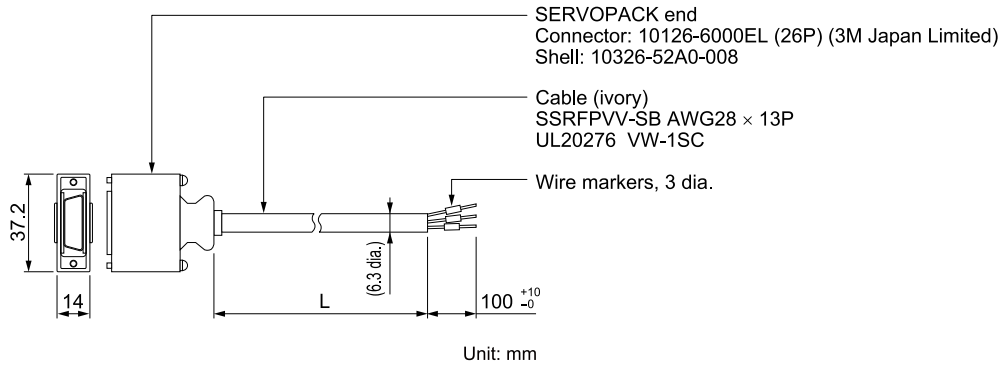 SERVOPACK end
Connector: 10126-6000EL (26P) (3M Japan Limited)
Shell: 10326-52A0-008
Cable (ivory)
SSRFPVV-SB AWG28 × 13P
UL20276 VW-1SC
Wire markers, 3 dia.
37.2
14
(6.3 dia.)
L
100 +10 -0
Unit: mm